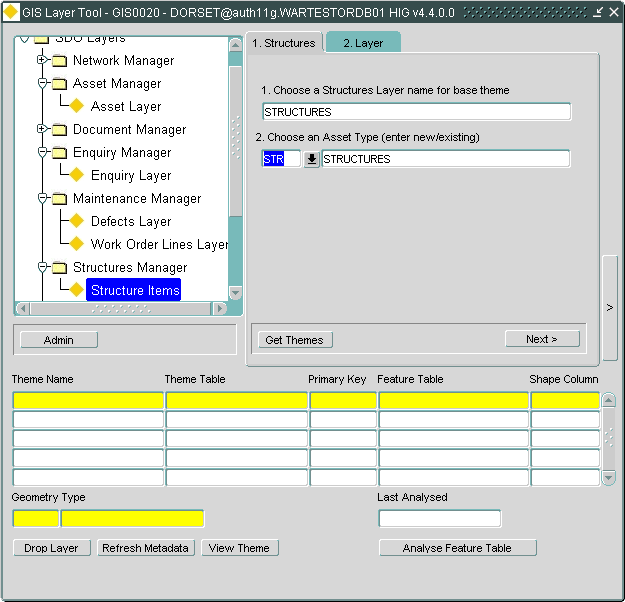 GIS Layer Tool - GIS0020 - DORSET@auth11g.WARTESTORDB01 HIG v4.4.0.0
SDO Layers
Network Manager
Asset Manager
Asset Layer
Document Manager
Enquiry Manager
Enquiry Layer
Maintenance Manager
Defects Layer
Work Order Lines Layer
Structures Manager
Structure Items
Admin
1. Structures
2. Layer
1. Choose a Structures Layer name for base theme
STRUCTURES
2. Choose an Asset Type (enter new/existing)
STR STRUCTURES
Get Themes
Next >
>
Theme Name Theme Table Primary Key Feature Table Shape Column
Geometry Type Last Analysed
Drop Layer Refresh Metadata View Theme Analyse Feature Table